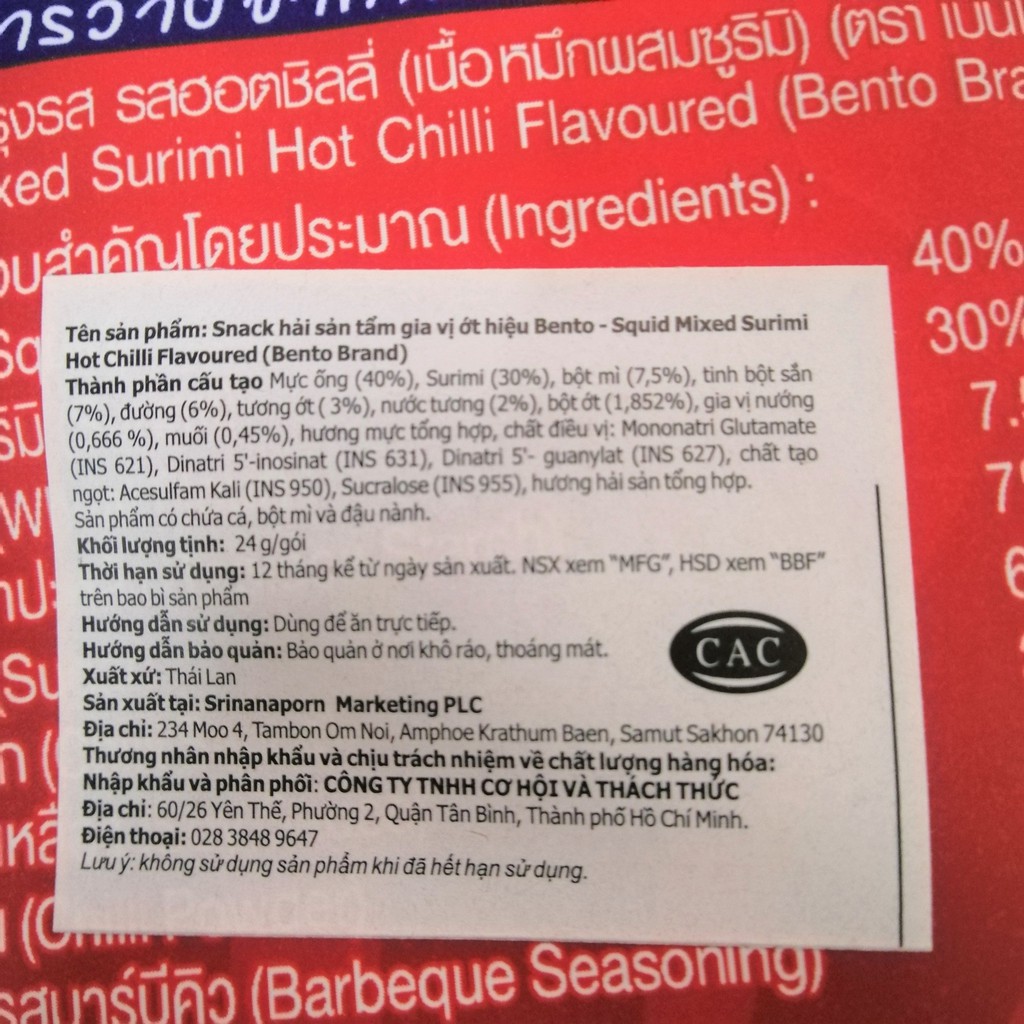 รสฮอตชิลลี่ (เนื้อหมึกผสมซูริมิ) (ตรา
Surimi Hot Chilli Flavoured (Bento
(Ingredients) :
40%
30%
Tên sản phẩm: Snack hải sản tẩm gia vị ớt hiệu Bento - Squid Mixed Surimi
Hot Chilli Flavoured (Bento Brand)
Thành phần cấu tạo Mực ống (40%), Surimi (30%), bột mì (7,5%), tinh bột sắn
(7%), đường (6%), tương ớt ( 3%), nước tương (2%), bột ớt (1,852%), gia vị nướng
(0,666 %), muối (0,45%), hương mực tổng hợp, chất điều vị: Mononatri Glutamate
(INS 621), Dinatri 5'-inosinat (INS 631), Dinatri 5'- guanylat (INS 627), chất tạo
ngọt: Acesulfam Kali (INS 950), Sucralose (INS 955), hương hải sản tổng hợp.
Sản phẩm có chứa cá, bột mì và đậu nành.
Khối lượng tịnh: 24 g/gói
Thời hạn sử dụng: 12 tháng kể từ ngày sản xuất. NSX xem "MFG", HSD xem "BBF"
trên bao bì sản phẩm
Hướng dẫn sử dụng: Dùng để ăn trực tiếp.
Hướng dẫn bảo quản: Bảo quản ở nơi khô ráo, thoáng mát.
CAC
Xuất xứ: Thái Lan
Sản xuất tại: Srinanaporn Marketing PLC
Địa chỉ: 234 Moo 4, Tambon Om Noi, Amphoe Krathum Baen, Samut Sakhon 74130
Thương nhân nhập khẩu và chịu trách nhiệm về chất lượng hàng hóa:
Nhập khẩu và phân phối: CÔNG TY TNHH CƠ HỘI VÀ THÁCH THỨC
Địa chỉ: 60/26 Yên Thế, Phường 2, Quận Tân Bình, Thành phố Hồ Chí Minh.
Điện thoại: 028 3848 9647
Lưu ý: không sử dụng sản phẩm khi đã hết hạn sử dụng.
(Barbeque Seasoning)